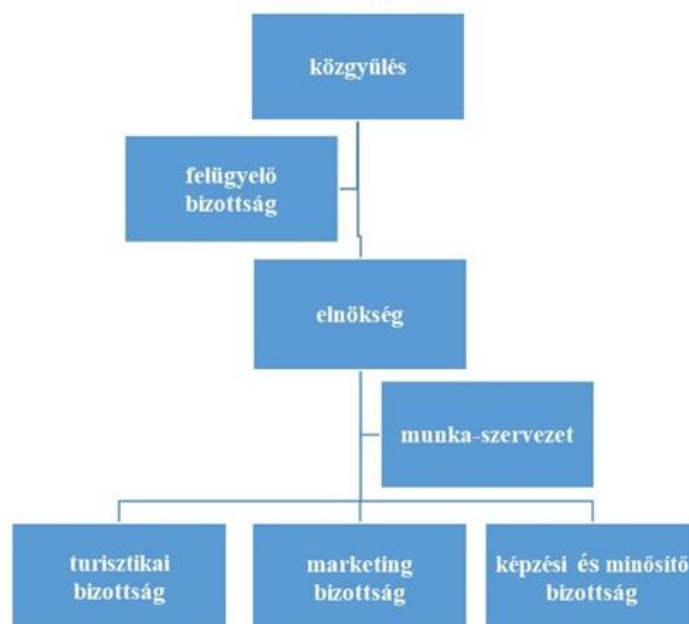 közgyűlés
felügyelő
bizottság
elnökség
munka-szervezet
turisztikai
bizottság
marketing
bizottság
képzési és minősítő
bizottság